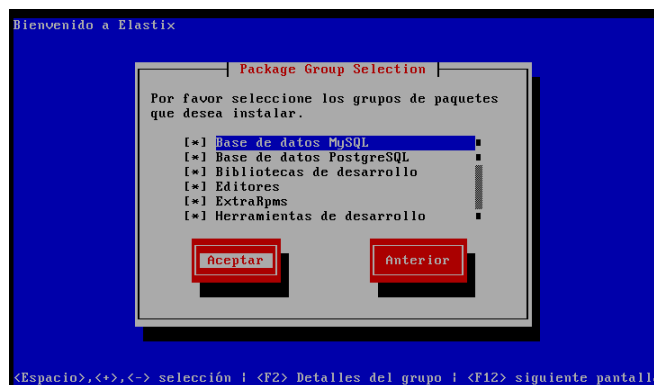 Bienvenido a Elastix
Package Group Selection
Por favor seleccione los grupos de paquetes
que desea instalar.
[*] Base de datos MySQL
[*] Base de datos PostgreSQL
[*] Bibliotecas de desarrollo
[*] Editores
[*] ExtraRpms
[*] Herramientas de desarrollo
Aceptar Anterior
<Espacio>,<+>,<-> selección | <F2> Detalles del grupo | <F12> siguiente pantall